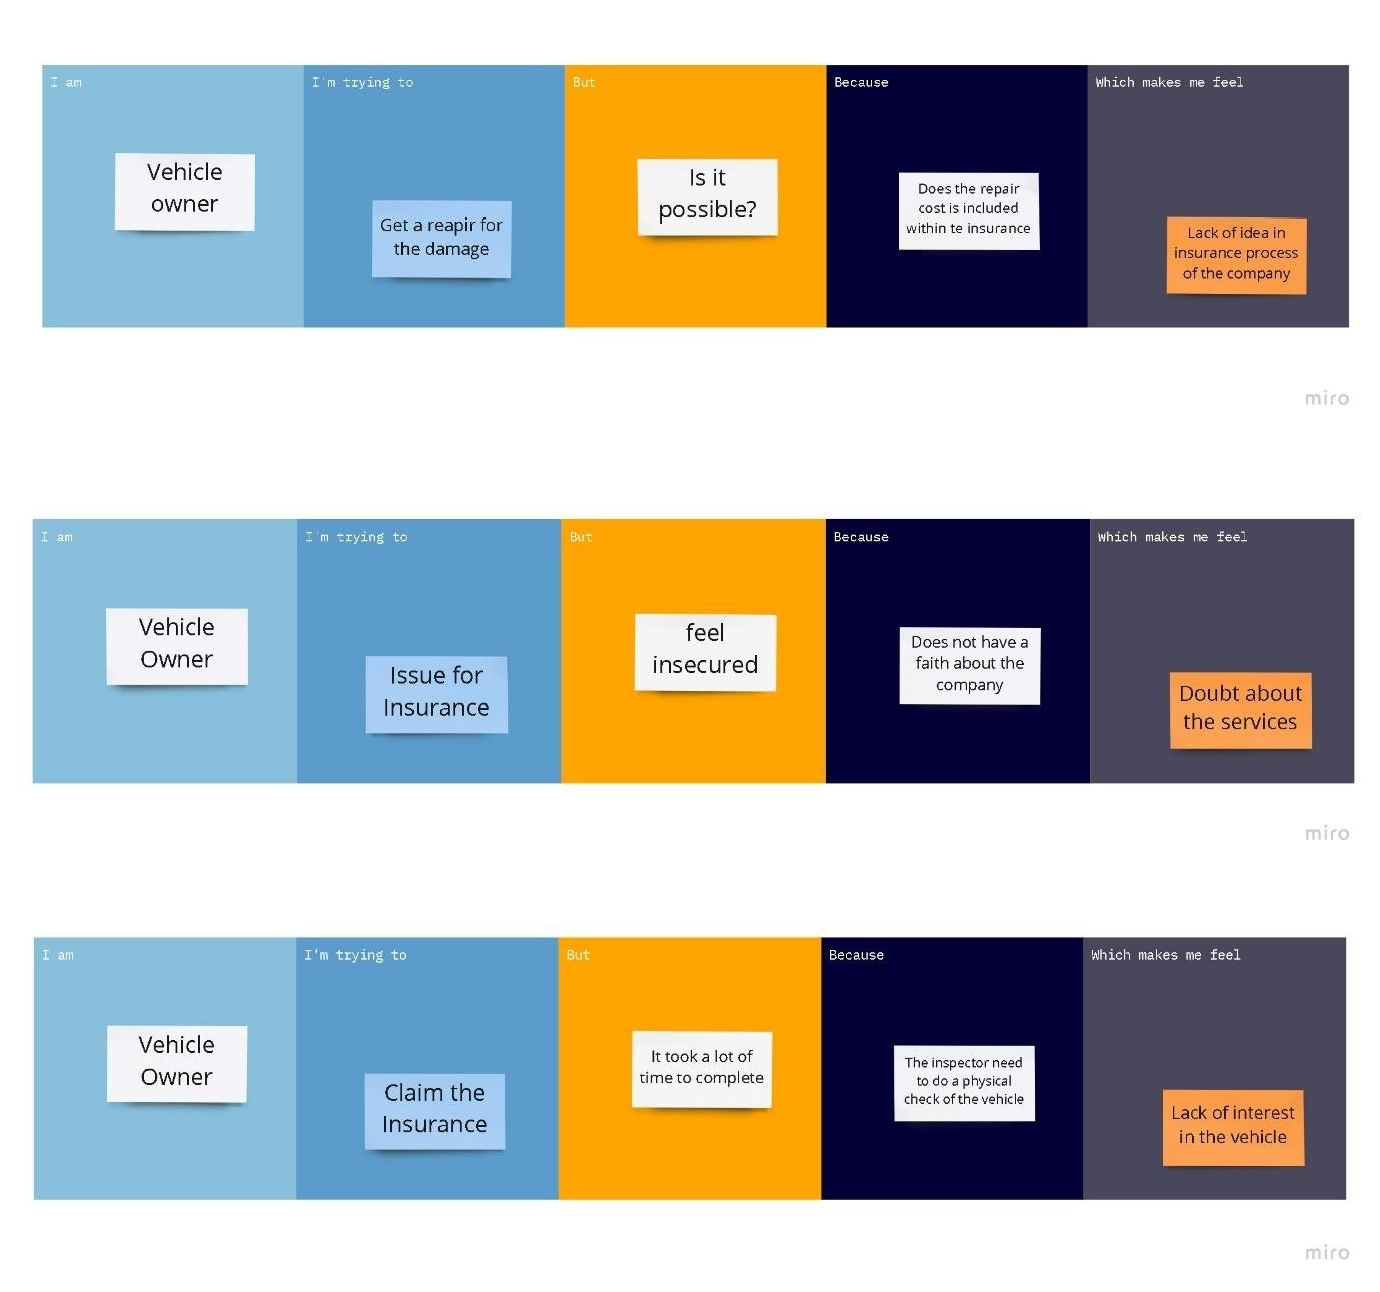 I am
I'm trying to
But
Because
Which makes me feel
Vehicle
owner
Get a reapir for
the damage
Is it
possible?
Does the repair
cost is included
within te insurance
Lack of idea in
insurance process
of the company
miro
I am
I'm trying to
But
Because
Which makes me feel
Vehicle
Owner
Issue for
Insurance
feel
insecured
Does not have a
faith about the
company
Doubt about
the services
miro
I am
I'm trying to
But
Because
Which makes me feel
Vehicle
Owner
Claim the
Insurance
It took a lot of
time to complete
The inspector need
to do a physical
check of the vehicle
Lack of interest
in the vehicle
miro